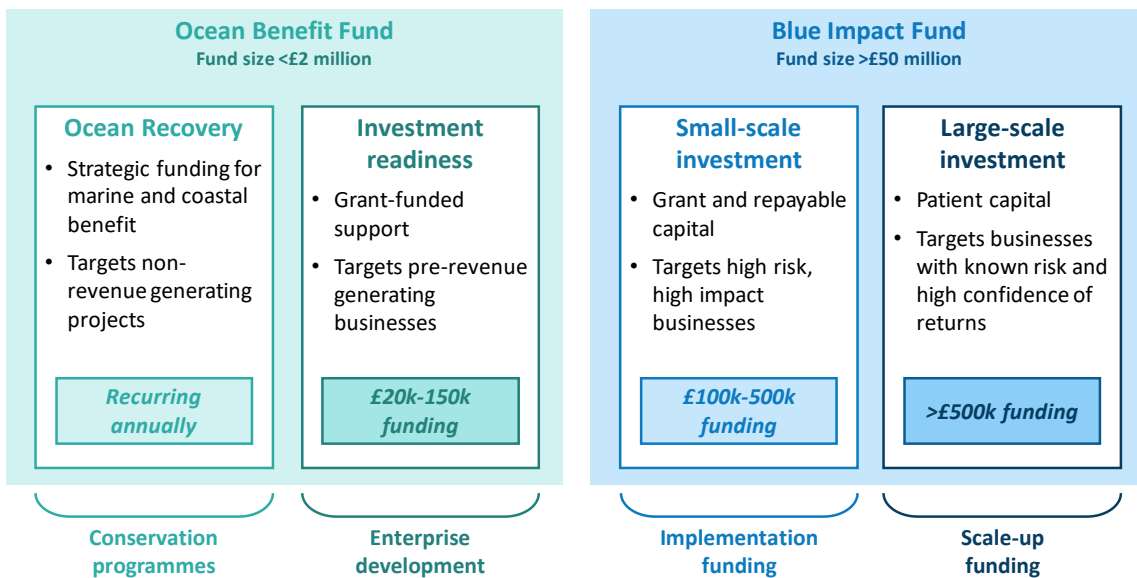 Ocean Benefit Fund
Fund size <£2 million
Ocean Recovery
• Strategic funding for
marine and coastal
benefit
• Targets non-
revenue generating
projects
Recurring
annually
Conservation
programmes
Investment
readiness
• Grant-funded
support
• Targets pre-revenue
generating
businesses
£20k-150k
funding
Enterprise
development
Blue Impact Fund
Fund size >£50 million
Small-scale
investment
• Grant and repayable
capital
• Targets high risk,
high impact
businesses
£100k-500k
funding
Implementation
funding
Large-scale
investment
• Patient capital
• Targets businesses
with known risk and
high confidence of
returns
>£500k funding
Scale-up
funding